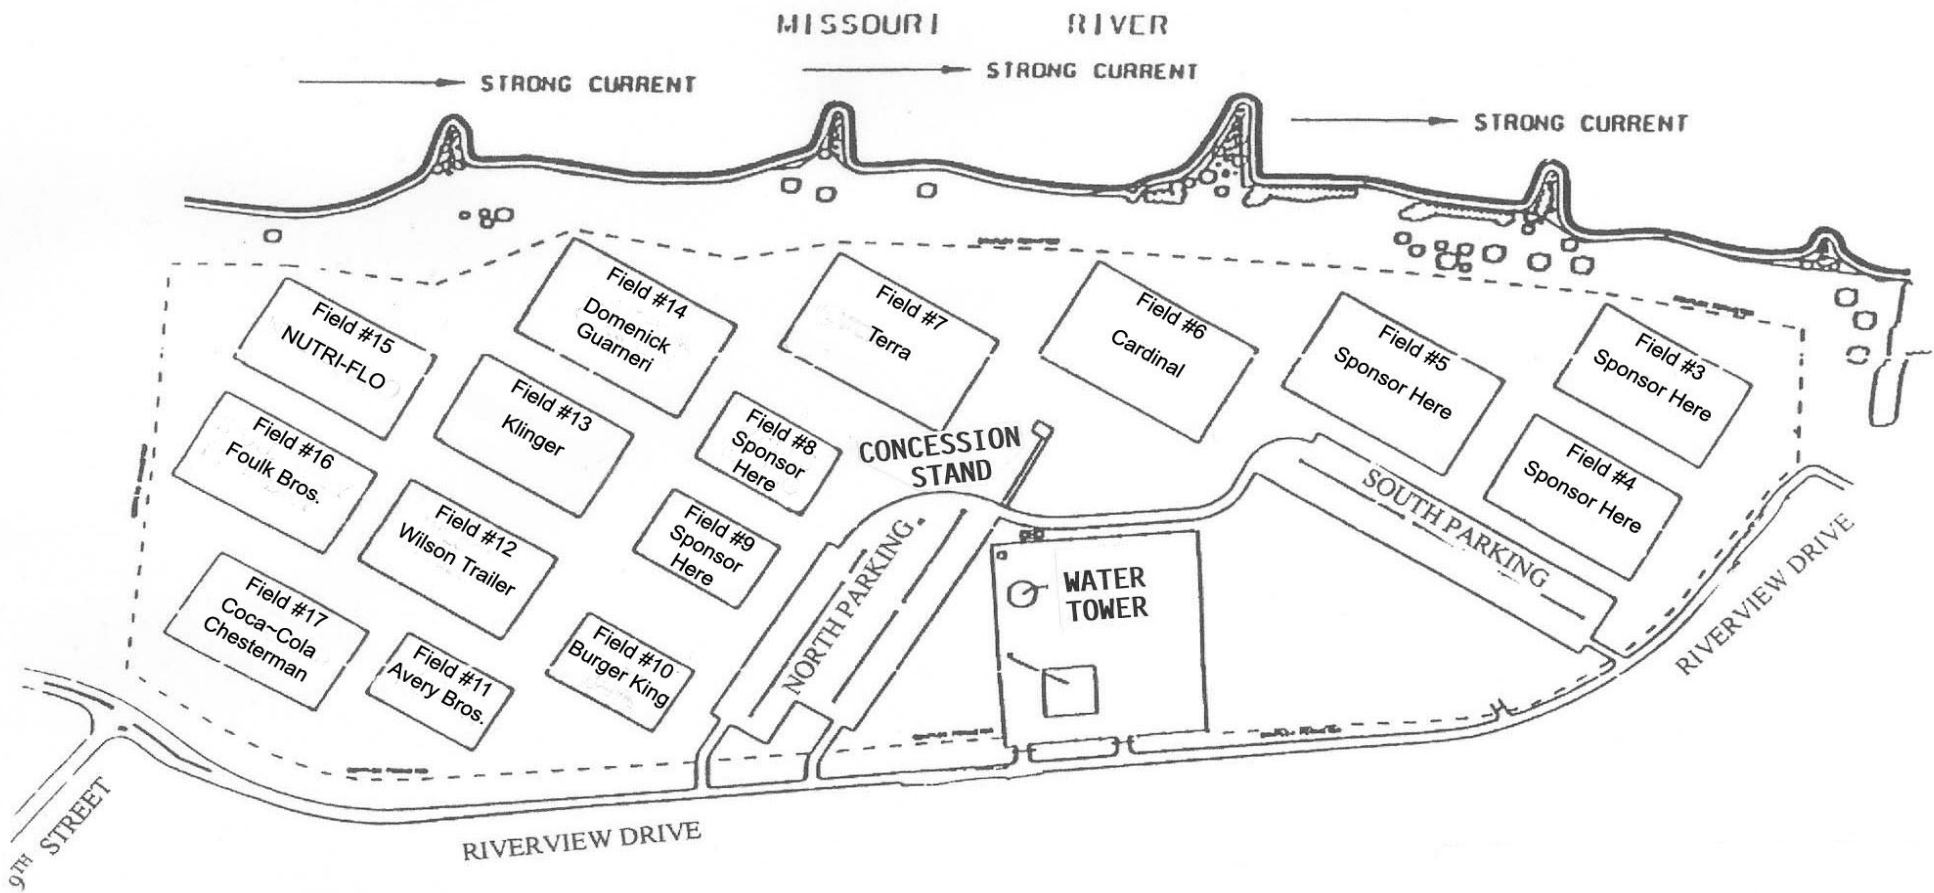 MISSOURI RIVER
STRONG CURRENT
STRONG CURRENT
STRONG CURRENT
Field #15
NUTRI-FLO
Field #14
Domenick
Guarneri
Field #7
Terra
Field #6
Cardinal
Field #5
Sponsor Here
Field #3
Sponsor Here
Field #16
Foulk Bros.
Field #13
Klinger
Field #8
Sponsor
Here
CONCESSION
STAND
SOUTH PARKING
Field #4
Sponsor Here
Field #12
Wilson Trailer
Field #9
Sponsor
Here
NORTH PARKING
WATER
TOWER
RIVERVIEW DRIVE
Field #17
Coca~Cola
Chesterman
Field #11
Avery Bros.
Field #10
Burger King
9TH STREET
RIVERVIEW DRIVE